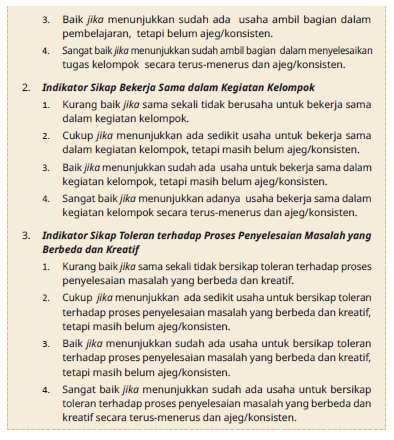 3. Baik jika menunjukkan sudah ada usaha ambil bagian dalam
pembelajaran, tetapi belum ajeg/konsisten.
4. Sangat baik jika menunjukkan sudah ambil bagian dalam menyelesaikan
tugas kelompok secara terus-menerus dan ajeg/konsisten.
2. Indikator Sikap Bekerja Sama dalam Kegiatan Kelompok
1. Kurang baik jika sama sekali tidak berusaha untuk bekerja sama
dalam kegiatan kelompok.
2. Cukup jika menunjukkan ada sedikit usaha untuk bekerja sama
dalam kegiatan kelompok, tetapi masih belum ajeg/konsisten.
3. Baik jika menunjukkan sudah ada usaha untuk bekerja sama dalam
kegiatan kelompok, tetapi masih belum ajeg/konsisten.
4. Sangat baik jika menunjukkan adanya usaha bekerja sama dalam
kegiatan kelompok secara terus-menerus dan ajeg/konsisten.
3. Indikator Sikap Toleran terhadap Proses Penyelesaian Masalah yang
Berbeda dan Kreatif
1. Kurang baik jika sama sekali tidak bersikap toleran terhadap proses
penyelesaian masalah yang berbeda dan kreatif.
2. Cukup jika menunjukkan ada sedikit usaha untuk bersikap toleran
terhadap proses penyelesaian masalah yang berbeda dan kreatif,
tetapi masih belum ajeg/konsisten.
3. Baik jika menunjukkan sudah ada usaha untuk bersikap toleran
terhadap proses penyelesaian masalah yang berbeda dan kreatif,
tetapi masih belum ajeg/konsisten.
4. Sangat baik jika menunjukkan sudah ada usaha untuk bersikap
toleran terhadap proses penyelesaian masalah yang berbeda dan
kreatif secara terus-menerus dan ajeg/konsisten.